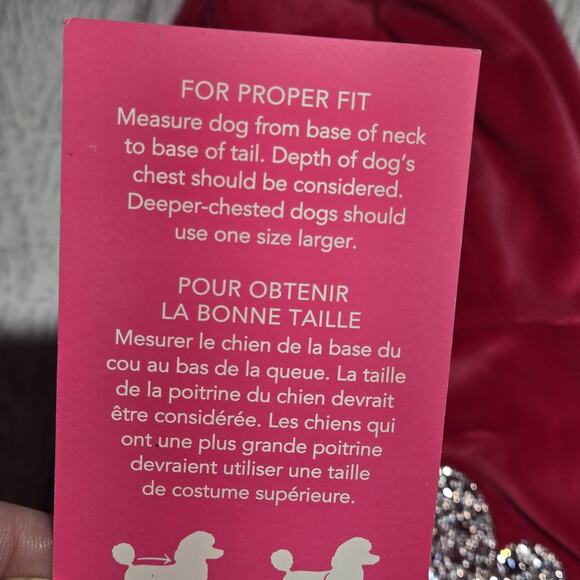 FOR PROPER FIT
Measure dog from base of neck
to base of tail. Depth of dog's
chest should be considered.
Deeper-chested dogs should
use one size larger.
POUR OBTENIR
LA BONNE TAILLE
Mesurer le chien de la base du
cou au bas de la queue. La taille
de la poitrine du chien devrait
être considérée. Les chiens qui
ont une plus grande poitrine
devraient utiliser une taille
de costume supérieure.